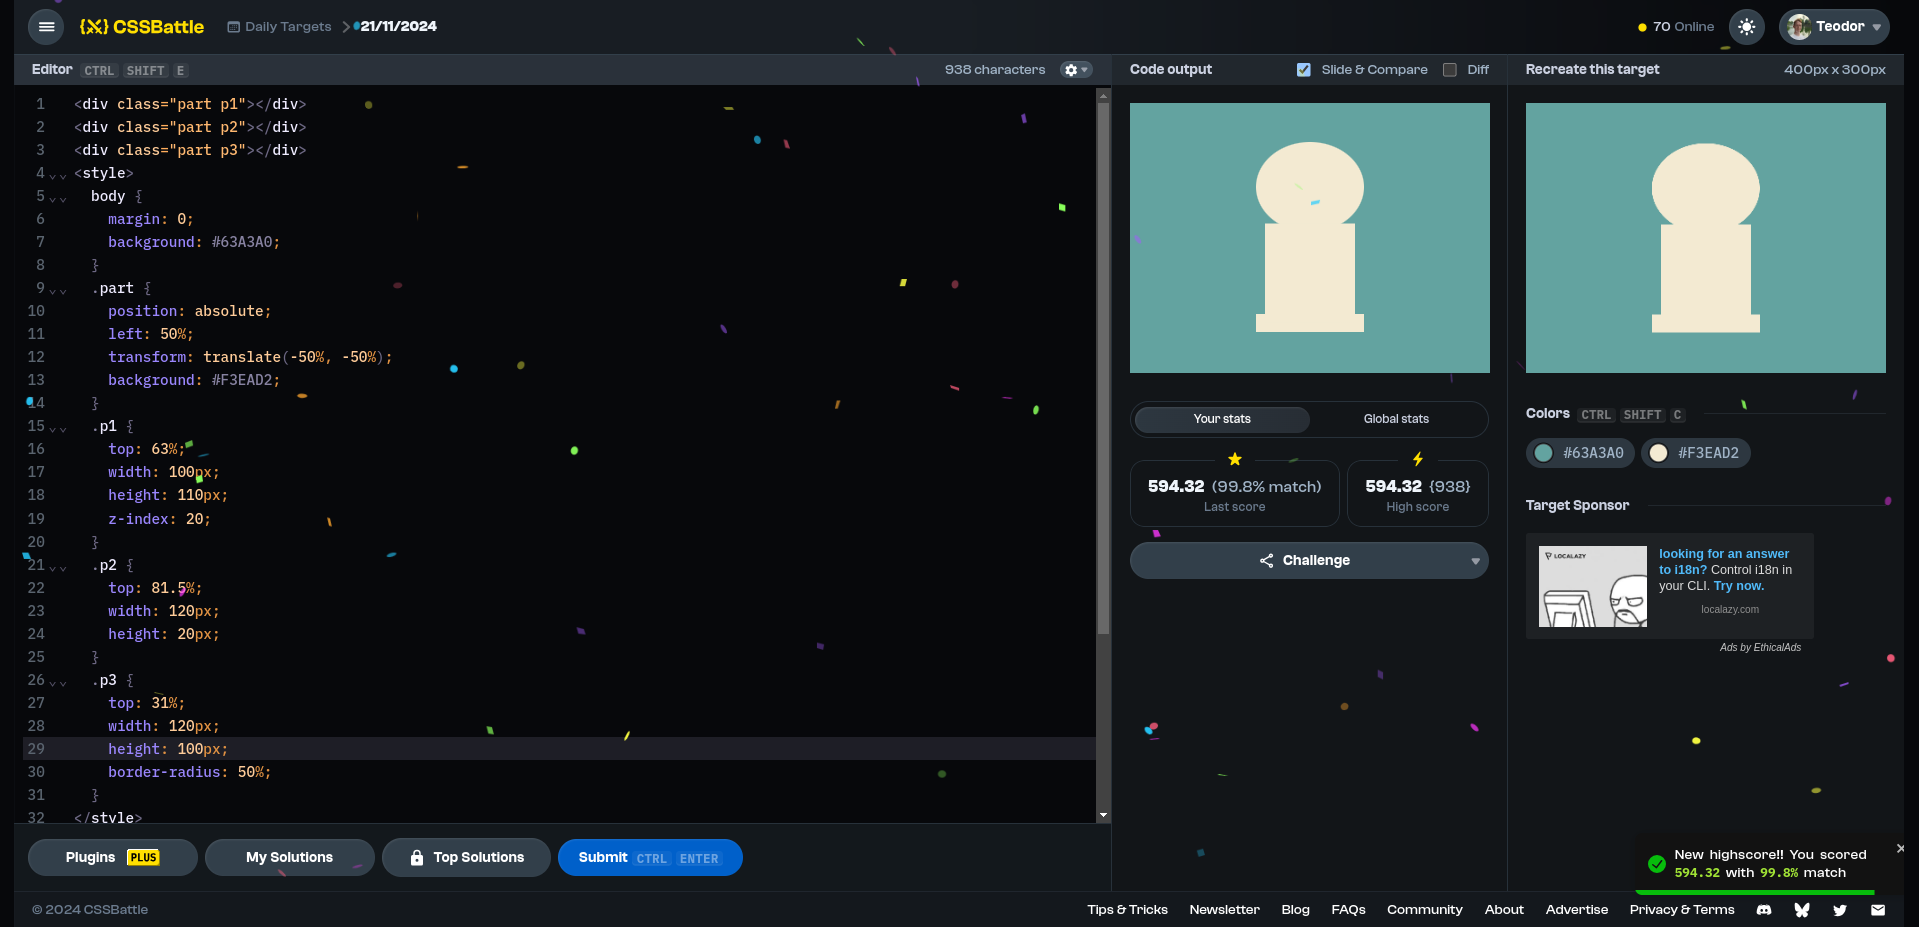 CSSBattle
Daily Targets
21/11/2024
70 Online
Teodor
Editor CTRL SHIFT E
938 characters
Code output
Slide & Compare
Diff
Recreate this target
400px x 300px
1 <div class="part p1"></div>
2 <div class="part p2"></div>
3 <div class="part p3"></div>
4 <style>
5 body {
6 margin: 0;
7 background: #63A3A0;
8 }
9 .part {
10 position: absolute;
11 left: 50%;
12 transform: translate(-50%, -50%);
13 background: #F3EAD2;
14 }
15 .p1 {
16 top: 63%;
17 width: 100px;
18 height: 110px;
19 z-index: 20;
20 }
21 .p2 {
22 top: 81.5%;
23 width: 120px;
24 height: 20px;
25 }
26 .p3 {
27 top: 31%;
28 width: 120px;
29 height: 100px;
30 border-radius: 50%;
31 }
32 </style>
Your stats
Global stats
594.32 (99.8% match)
Last score
594.32 {938}
High score
Challenge
Colors CTRL SHIFT C
#63A3A0
#F3EAD2
Target Sponsor
LOCALAZY
looking for an answer
to i18n? Control i18n in
your CLI. Try now.
localazy.com
Ads by EthicalAds
Plugins PLUS
My Solutions
Top Solutions
Submit CTRL ENTER
New highscore!! You scored
594.32 with 99.8% match
© 2024 CSSBattle
Tips & Tricks
Newsletter
Blog
FAQs
Community
About
Advertise
Privacy & Terms